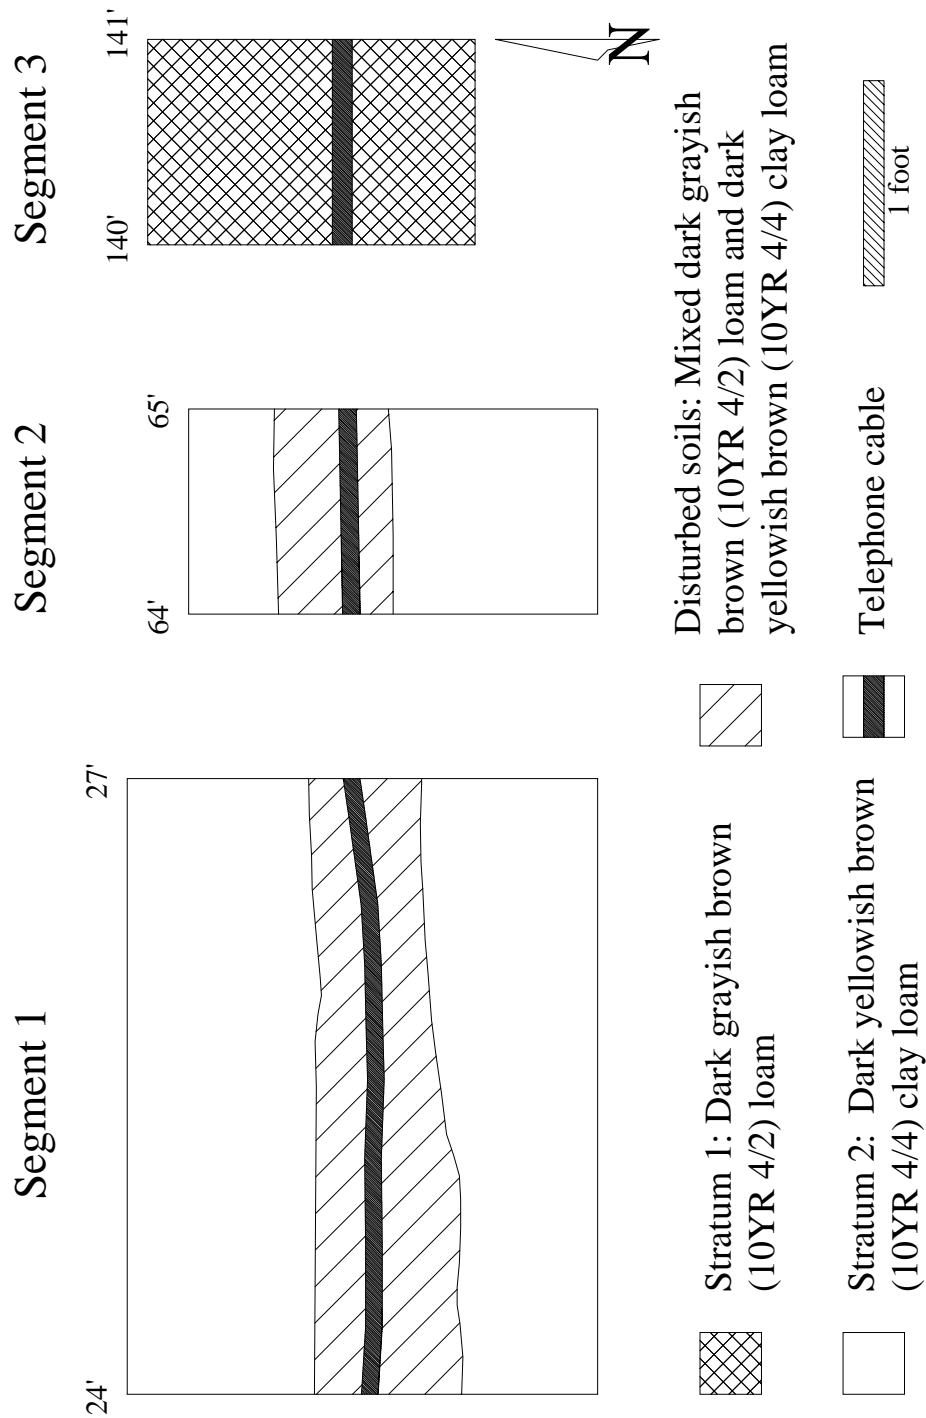 Segment 1
Segment 2
Segment 3
24'
27'
64'
65'
140'
141'
N
Stratum 1: Dark grayish brown
(10YR 4/2) loam
Stratum 2: Dark yellowish brown
(10YR 4/4) clay loam
Disturbed soils: Mixed dark grayish
brown (10YR 4/2) loam and dark
yellowish brown (10YR 4/4) clay loam
Telephone cable
1 foot